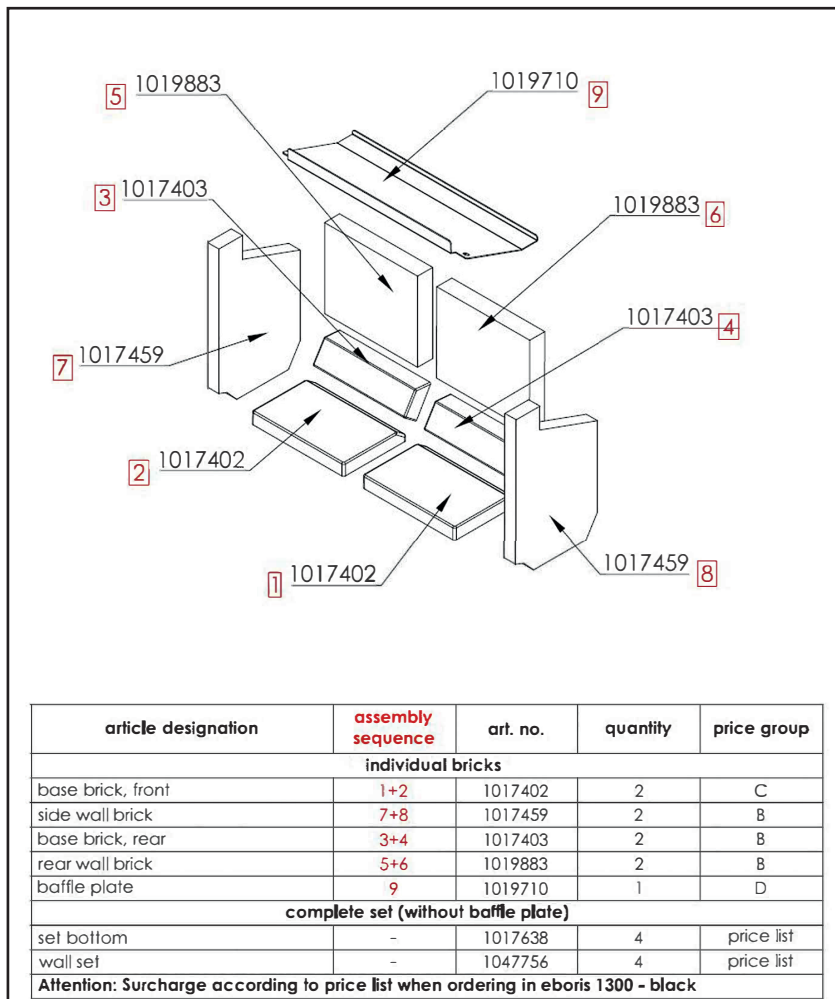 1019883
5
1019710
9
3
1017403
1019883
6
1017403
4
7
1017459
2
1017402
1
1017402
1017459
8
article designation assembly sequence art. no. quantity price group
individual bricks
base brick, front 1+2 1017402 2 C
side wall brick 7+8 1017459 2 B
base brick, rear 3+4 1017403 2 B
rear wall brick 5+6 1019883 2 B
baffle plate 9 1019710 1 D
complete set (without baffle plate)
set bottom - 1017638 4 price list
wall set - 1047756 4 price list
Attention: Surcharge according to price list when ordering in eboris 1300 - black